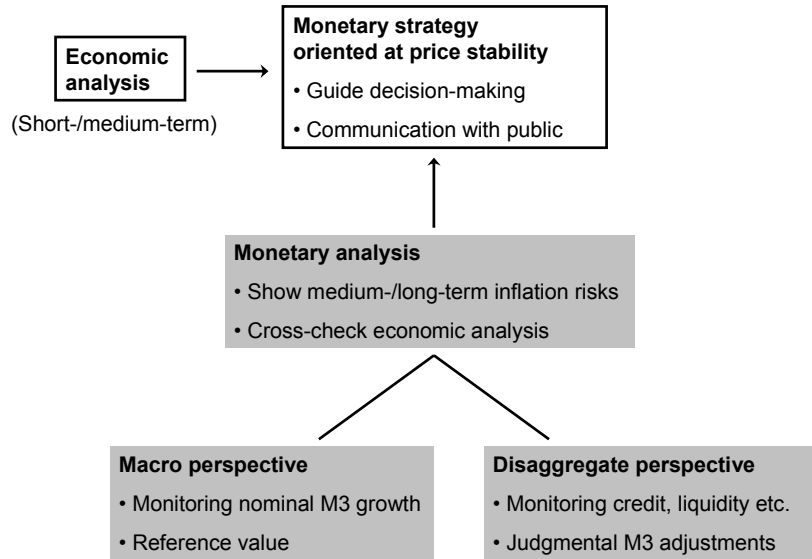 Economic
analysis
(Short-/medium-term)
Monetary strategy
oriented at price stability
• Guide decision-making
• Communication with public
Monetary analysis
• Show medium-/long-term inflation risks
• Cross-check economic analysis
Macro perspective
• Monitoring nominal M3 growth
• Reference value
Disaggregate perspective
• Monitoring credit, liquidity etc.
• Judgmental M3 adjustments